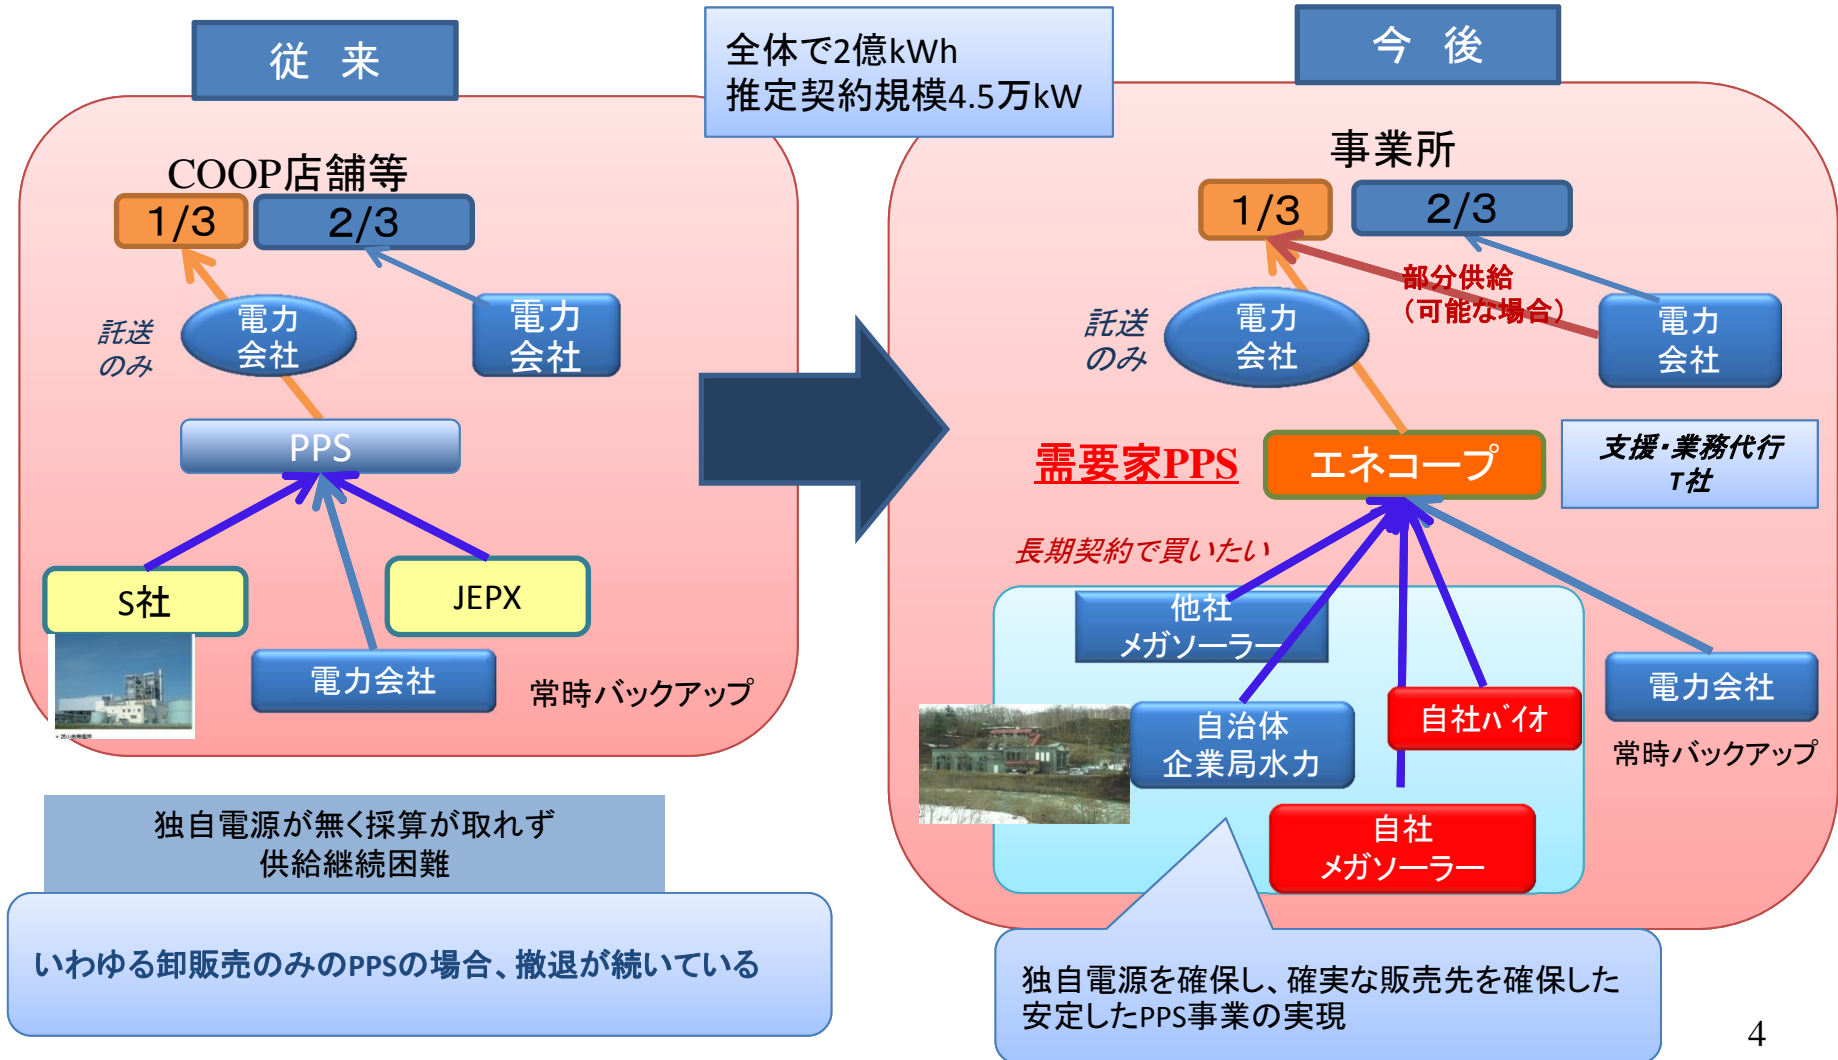 従 来
全体で2億kWh
推定契約規模4.5万kW
今 後
COOP店舗等
1/3
2/3
電力
会社
託送
のみ
電力
会社
PPS
S社
JEPX
電力会社
常時バックアップ
独自電源が無く採算が取れず
供給継続困難
いわゆる卸販売のみのPPSの場合、撤退が続いている
事業所
1/3
2/3
部分供給
（可能な場合）
電力
会社
託送
のみ
電力
会社
需要家PPS
エネコープ
支援・業務代行
T社
長期契約で買いたい
他社
メガソーラー
自治体
企業局水力
自社バイオ
自社
メガソーラー
電力会社
常時バックアップ
独自電源を確保し、確実な販売先を確保した
安定したPPS事業の実現
4